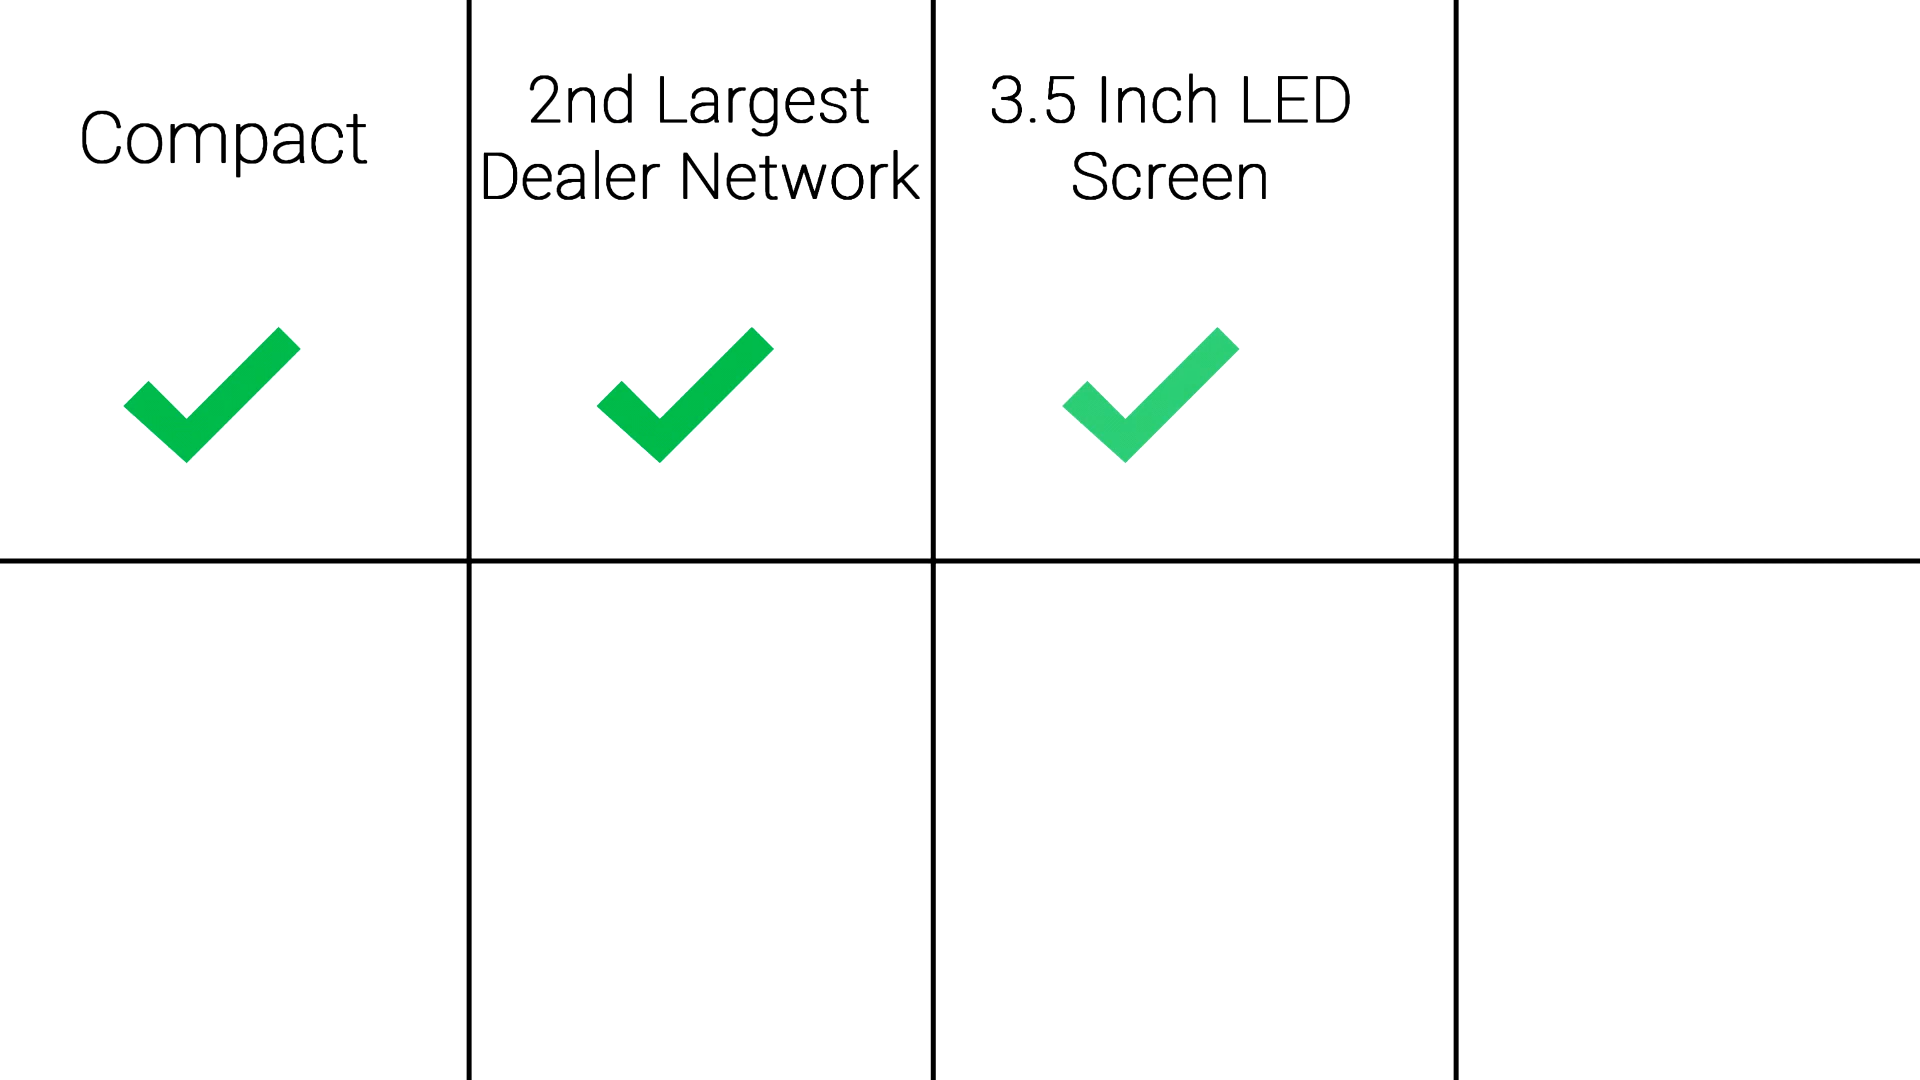 Compact
2nd Largest
Dealer Network
3.5 Inch LED
Screen